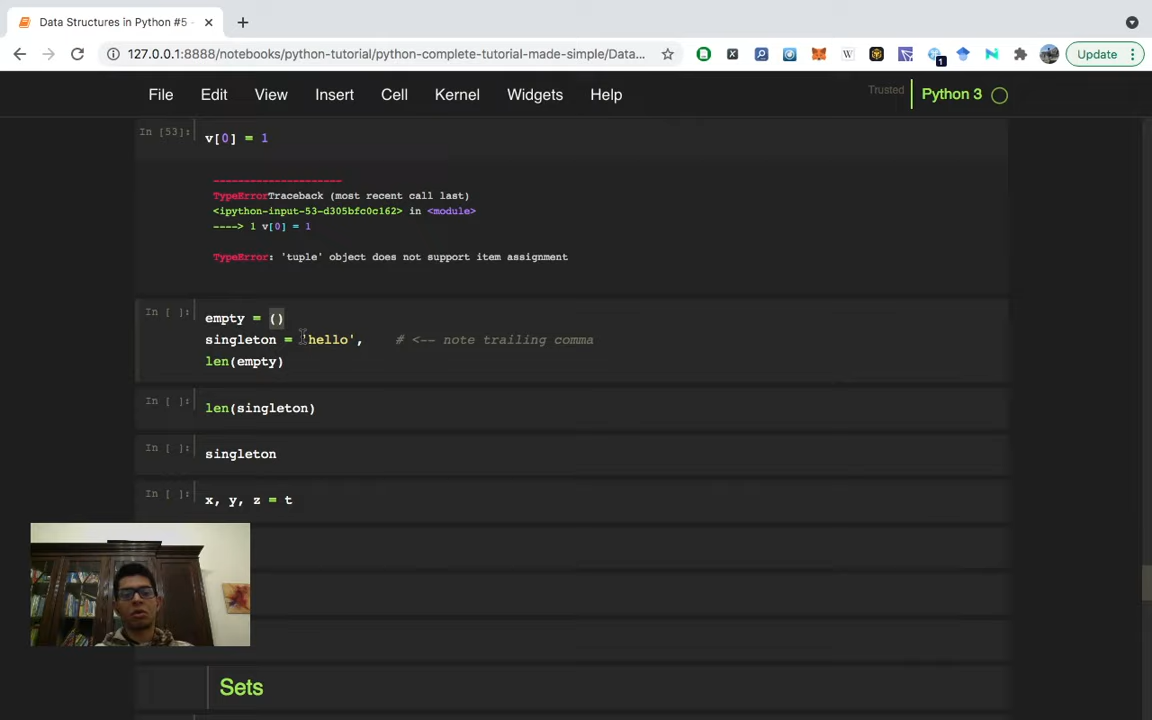 Data Structures in Python #5 -
127.0.0.1:8888/notebooks/python-tutorial/python-complete-tutorial-made-simple/Data...
Update
File Edit View Insert Cell Kernel Widgets Help
Trusted
Python 3
In [53]:
v[0] = 1
---------------------
TypeErrorTraceback (most recent call last)
<ipython-input-53-d305bfc0c162> in <module>
----> 1 v[0] = 1
TypeError: 'tuple' object does not support item assignment
In [ ]:
empty = ()
singleton = 'hello', # <-- note trailing comma
len(empty)
In [ ]:
len(singleton)
In [ ]:
singleton
In [ ]:
x, y, z = t
Sets